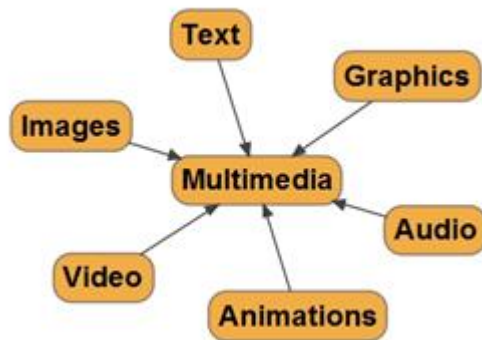 Text
Graphics
Images
Multimedia
Audio
Video
Animations